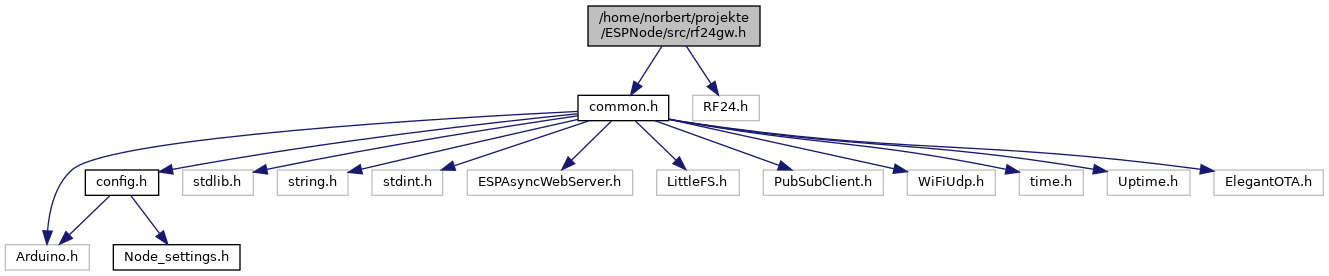 /home/norbert/projekte
/ESPNode/src/rf24gw.h
common.h
RF24.h
config.h
stdlib.h
string.h
stdint.h
ESPAsyncWebServer.h
LittleFS.h
PubSubClient.h
WiFiUdp.h
time.h
Uptime.h
ElegantOTA.h
Arduino.h
Node_settings.h